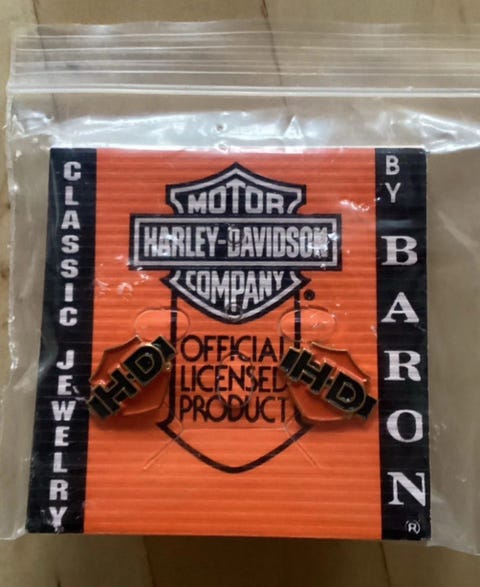 CLASSIC JEWELRY
MOTOR
HARLEY-DAVIDSON
COMPANY
®
OFFICIAL
LICENSED
PRODUCT
H-D
H-D
BY BARON
®